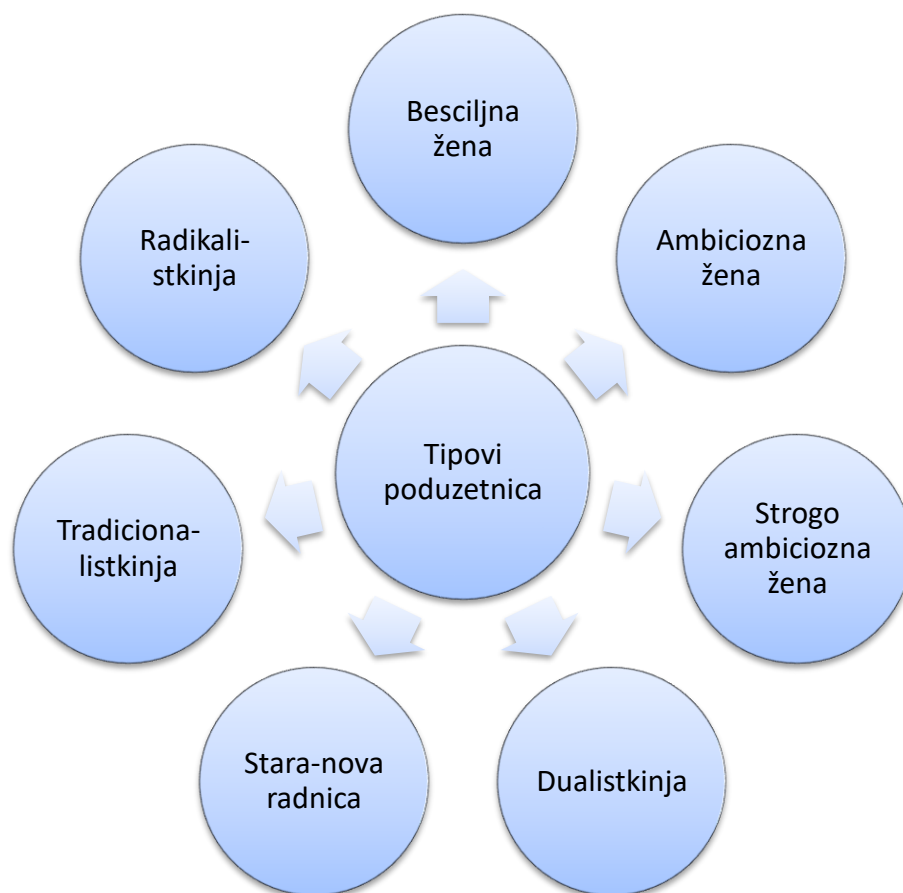 Besciljna
žena
Ambiciozna
žena
Strogo
ambiciozna
žena
Dualistkinja
Stara-nova
radnica
Tradiciona-
listkinja
Radikali-
stkinja
Tipovi
poduzetnica